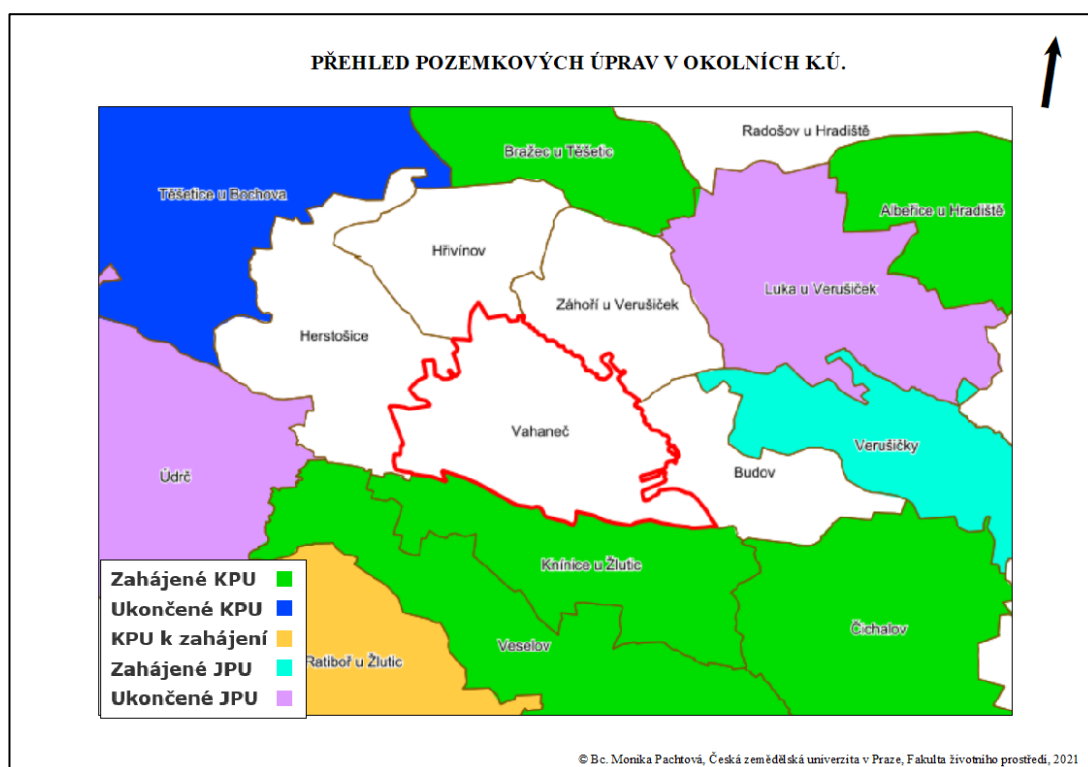 PŘEHLED POZEMKOVÝCH ÚPRAV V OKOLNÍCH K.Ú.
Radošov u Hradiště
Bražec u Těšetic
Těšetice u Bochova
Albeřice u Hradiště
Hřivínov
Luka u Verušiček
Záhoří u Verušiček
Herstošice
Vahaneč
Verušičky
Údrč
Budov
Knínice u Žlutic
Čichalov
Veselov
Ratiboř u Žlutic
Zahájené KPU
Ukončené KPU
KPU k zahájení
Zahájené JPU
Ukončené JPU
© Bc. Monika Pachtová, Česká zemědělská univerzita v Praze, Fakulta životního prostředí, 2021